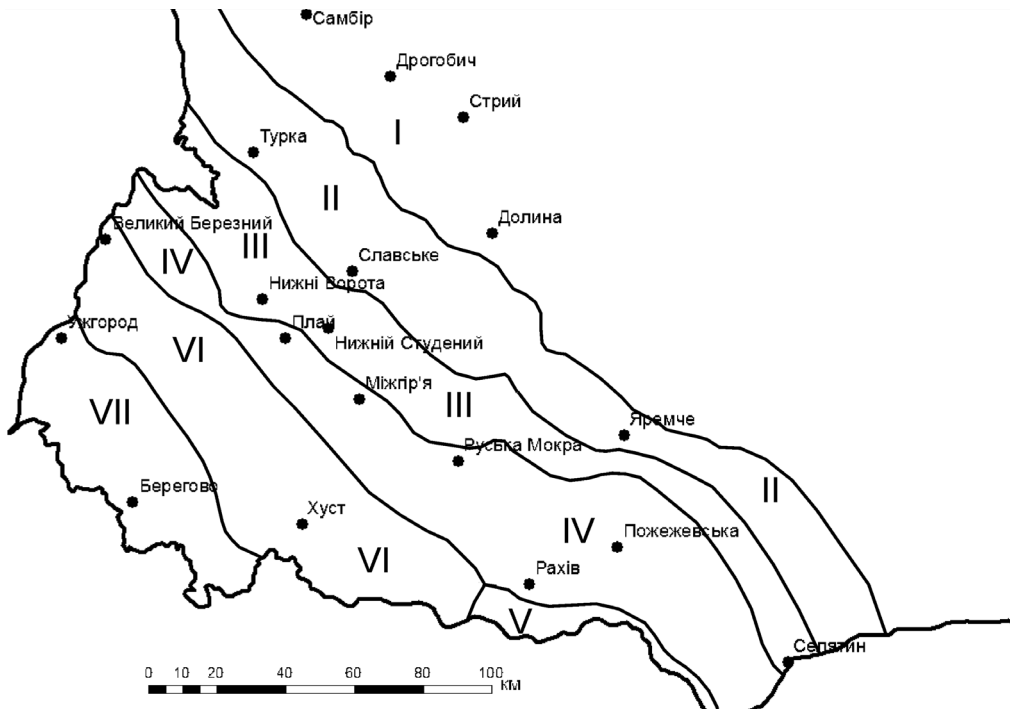 Самбір
Дрогобич
Стрий
I
Турка
II
Долина
Великий Березний
III
Славське
IV
Нижні Ворота
Ужгород
Плай
VI
Нижній Студений
Міжгір'я
III
VII
Яремче
Руська Мокра
Берегово
II
Хуст
IV
Пожежевська
VI
Рахів
V
Селятин
0 10 20 40 60 80 100
км